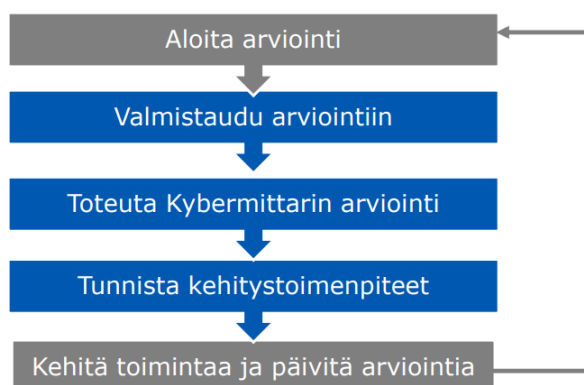 Aloita arviointi
Valmistaudu arviointiin
Toteuta Kybermittarin arviointi
Tunnista kehitystoimenpiteet
Kehitä toimintaa ja päivitä arviointia